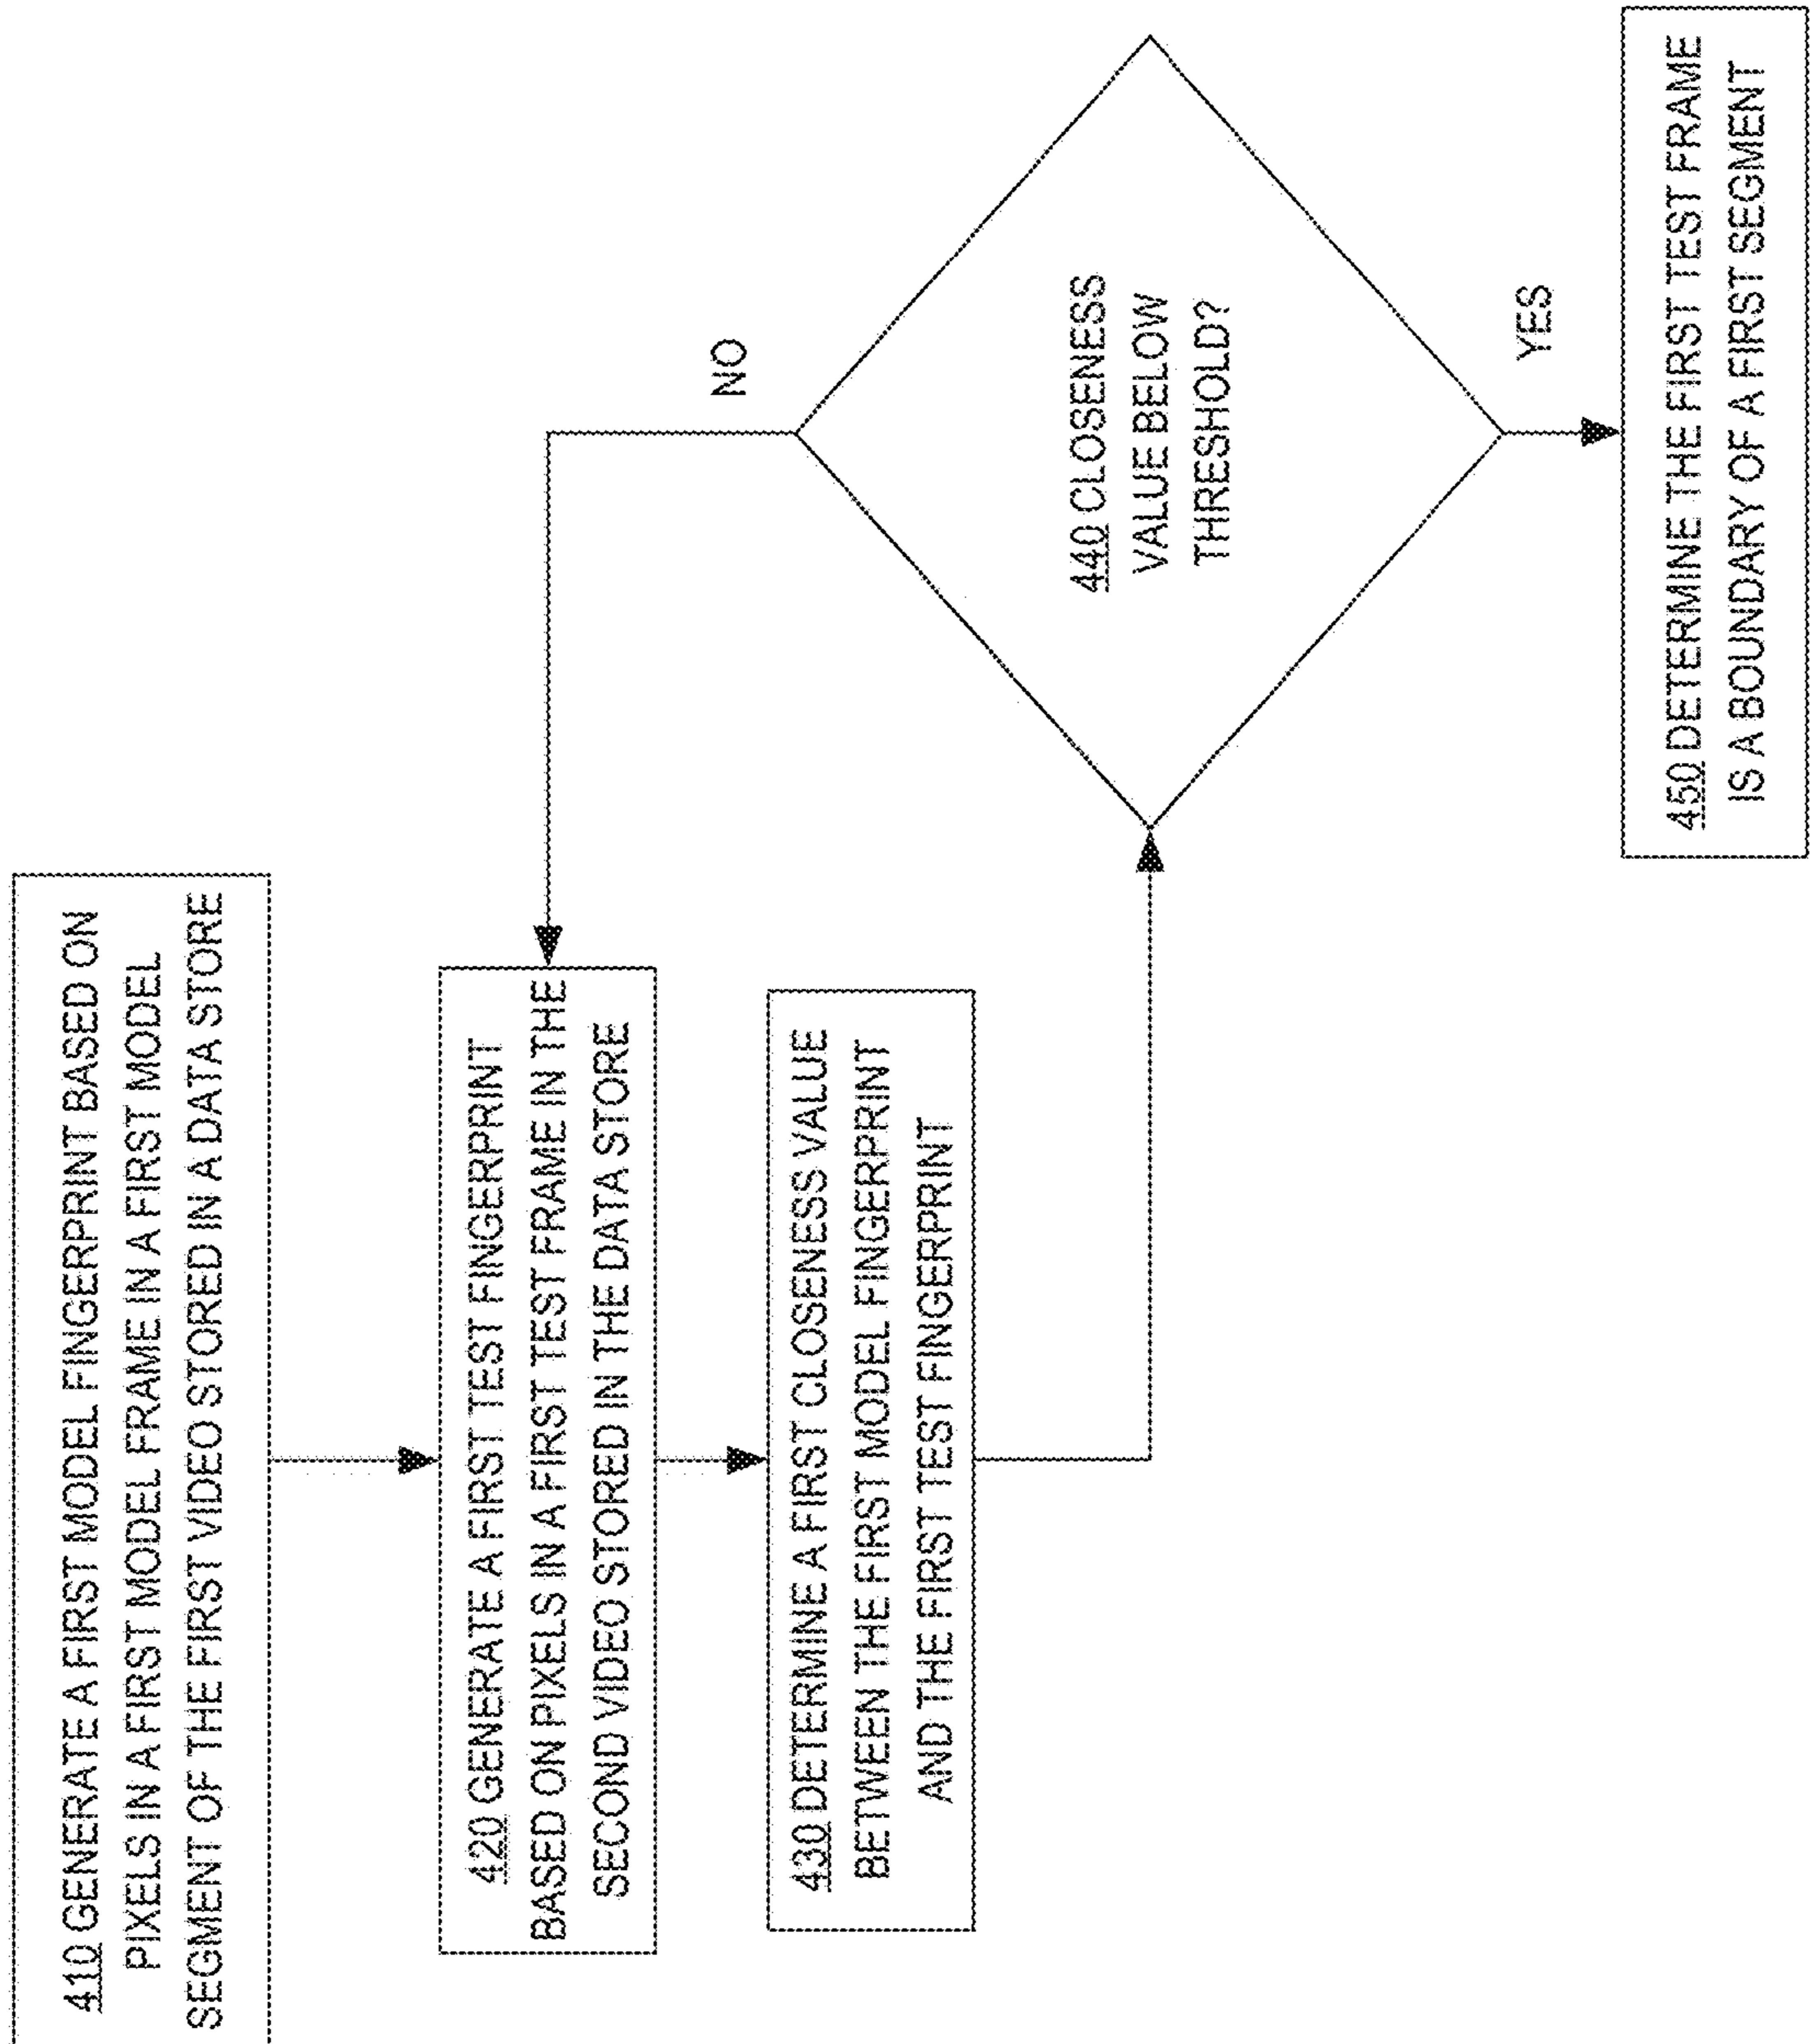 410 GENERATE A FIRST MODEL FINGERPRINT BASED ON
PIXELS IN A FIRST MODEL FRAME IN A FIRST MODEL
SEGMENT OF THE FIRST VIDEO STORED IN A DATA STORE
420 GENERATE A FIRST TEST FINGERPRINT
BASED ON PIXELS IN A FIRST TEST FRAME IN THE
SECOND VIDEO STORED IN THE DATA STORE
430 DETERMINE A FIRST CLOSENESS VALUE
BETWEEN THE FIRST MODEL FINGERPRINT
AND THE FIRST TEST FINGERPRINT
NO
440 CLOSENESS
VALUE BELOW
THRESHOLD?
YES
450 DETERMINE THE FIRST TEST FRAME
IS A BOUNDARY OF A FIRST SEGMENT